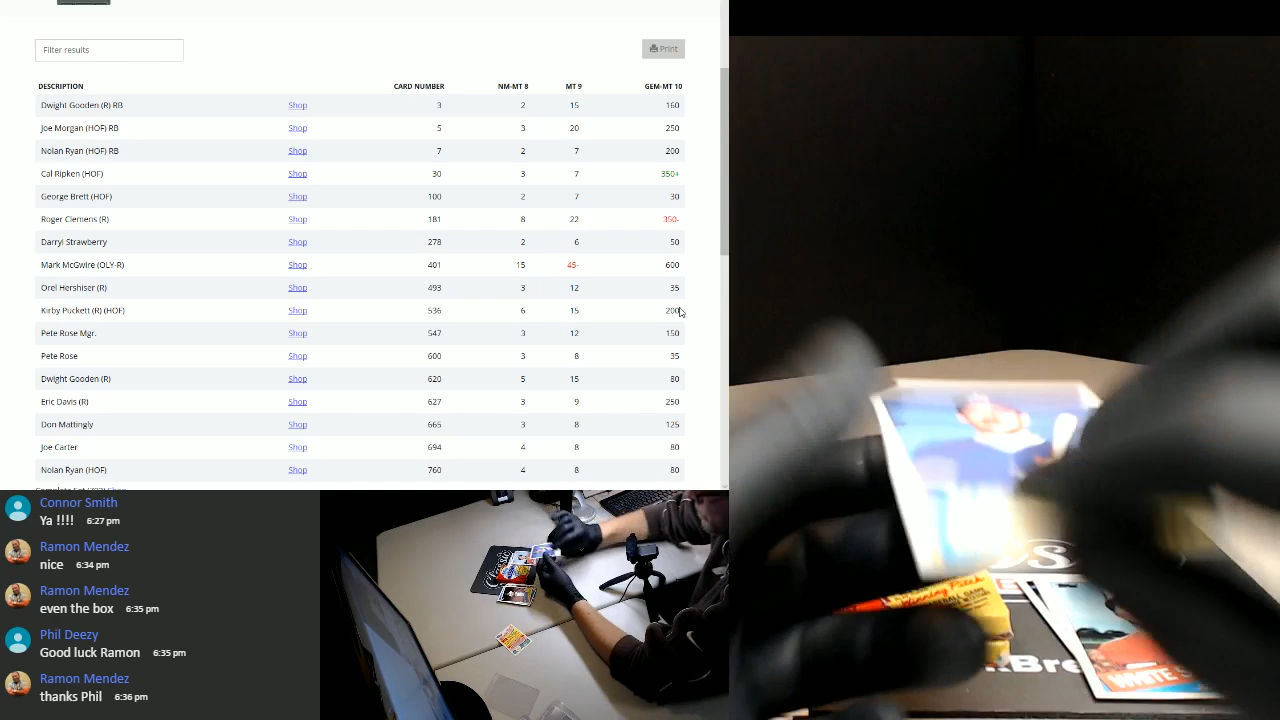 Filter results
Print
DESCRIPTION CARD NUMBER NM-MT 8 MT 9 GEM-MT 10
Dwight Gooden (R) RB Shop 3 2 15 160
Joe Morgan (HOF) RB Shop 5 3 20 250
Nolan Ryan (HOF) RB Shop 7 2 7 200
Cal Ripken (HOF) Shop 30 3 7 350+
George Brett (HOF) Shop 100 2 7 30
Roger Clemens (R) Shop 181 8 22 350-
Darryl Strawberry Shop 278 2 6 50
Mark McGwire (OLY-R) Shop 401 15 45- 600
Orel Hershiser (R) Shop 493 3 12 35
Kirby Puckett (R) (HOF) Shop 536 6 15 200
Pete Rose Mgr. Shop 547 3 12 150
Pete Rose Shop 600 3 8 35
Dwight Gooden (R) Shop 620 5 15 80
Eric Davis (R) Shop 627 3 9 250
Don Mattingly Shop 665 3 8 125
Joe Carter Shop 694 4 8 80
Nolan Ryan (HOF) Shop 760 4 8 80
Connor Smith
Ya !!!! 6:27 pm
Ramon Mendez
nice 6:34 pm
Ramon Mendez
even the box 6:35 pm
Phil Deezy
Good luck Ramon 6:35 pm
Ramon Mendez
thanks Phil 6:36 pm
WHITE